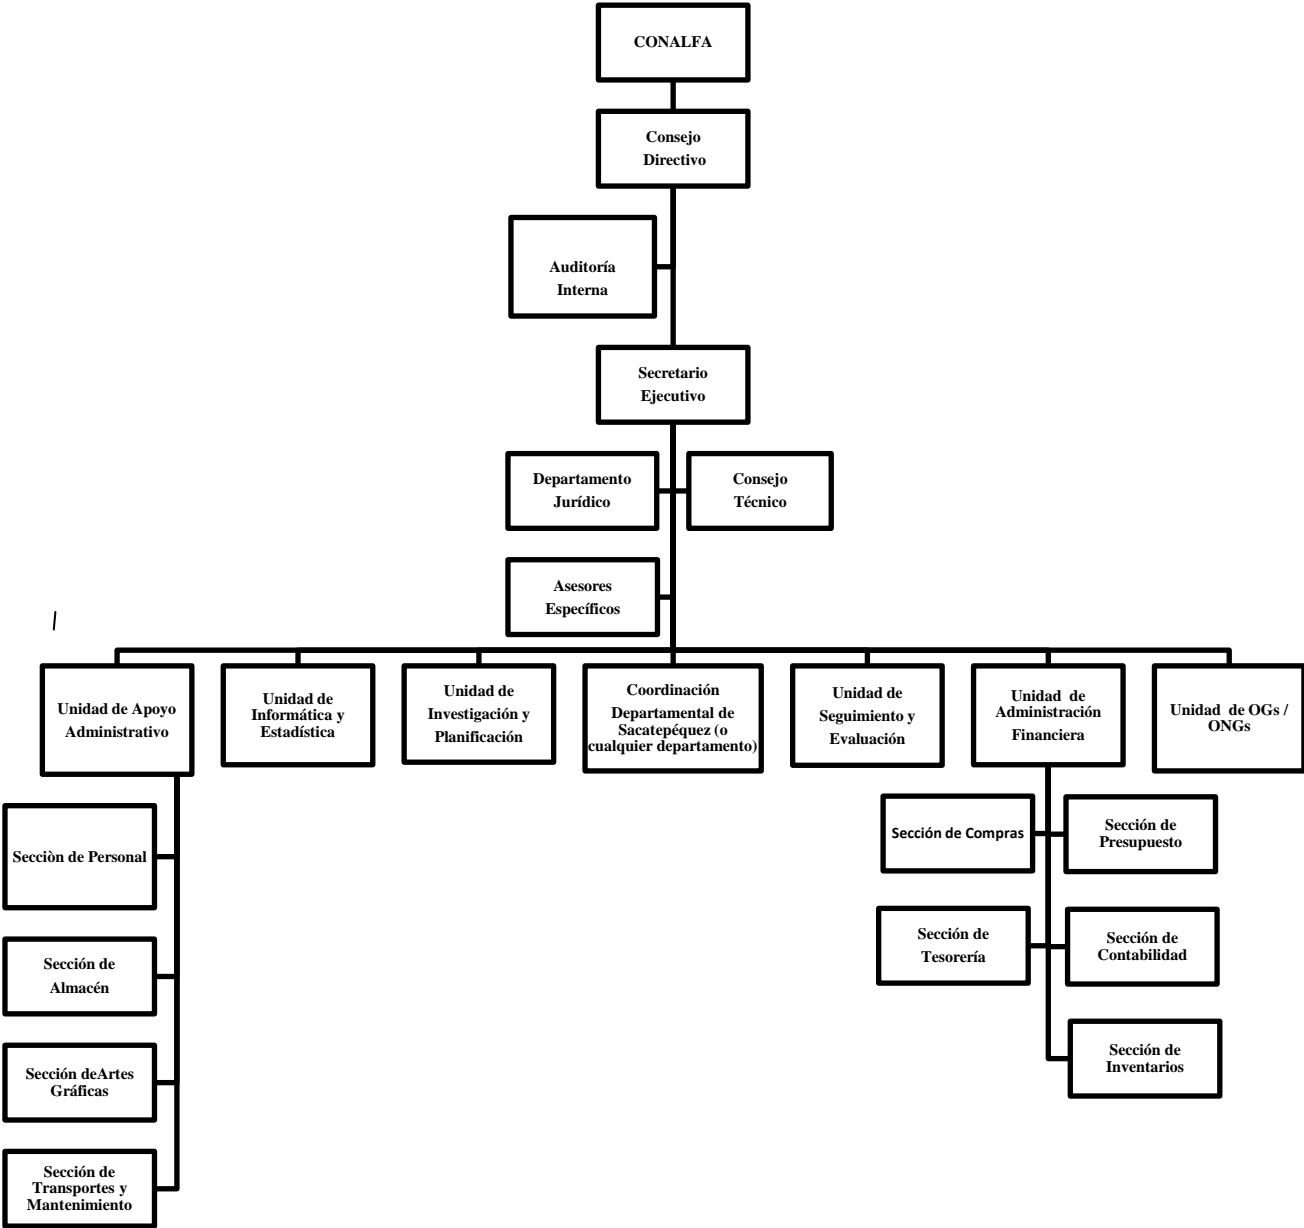 CONALFA
Consejo
Directivo
Auditoría
Interna
Secretario
Ejecutivo
Departamento
Jurídico
Consejo
Técnico
Asesores
Específicos
/
Unidad de Apoyo
Administrativo
Unidad de
Informática y
Estadística
Unidad de
Investigación y
Planificación
Coordinación
Departamental de
Sacatepéquez (o
cualquier departamento)
Unidad de
Seguimiento y
Evaluación
Unidad de
Administración
Financiera
Unidad de OGs /
ONGs
Secciòn de Personal
Sección de
Almacén
Sección deArtes
Gráficas
Sección de
Transportes y
Mantenimiento
Sección de Compras
Sección de
Presupuesto
Sección de
Tesorería
Sección de
Contabilidad
Sección de
Inventarios